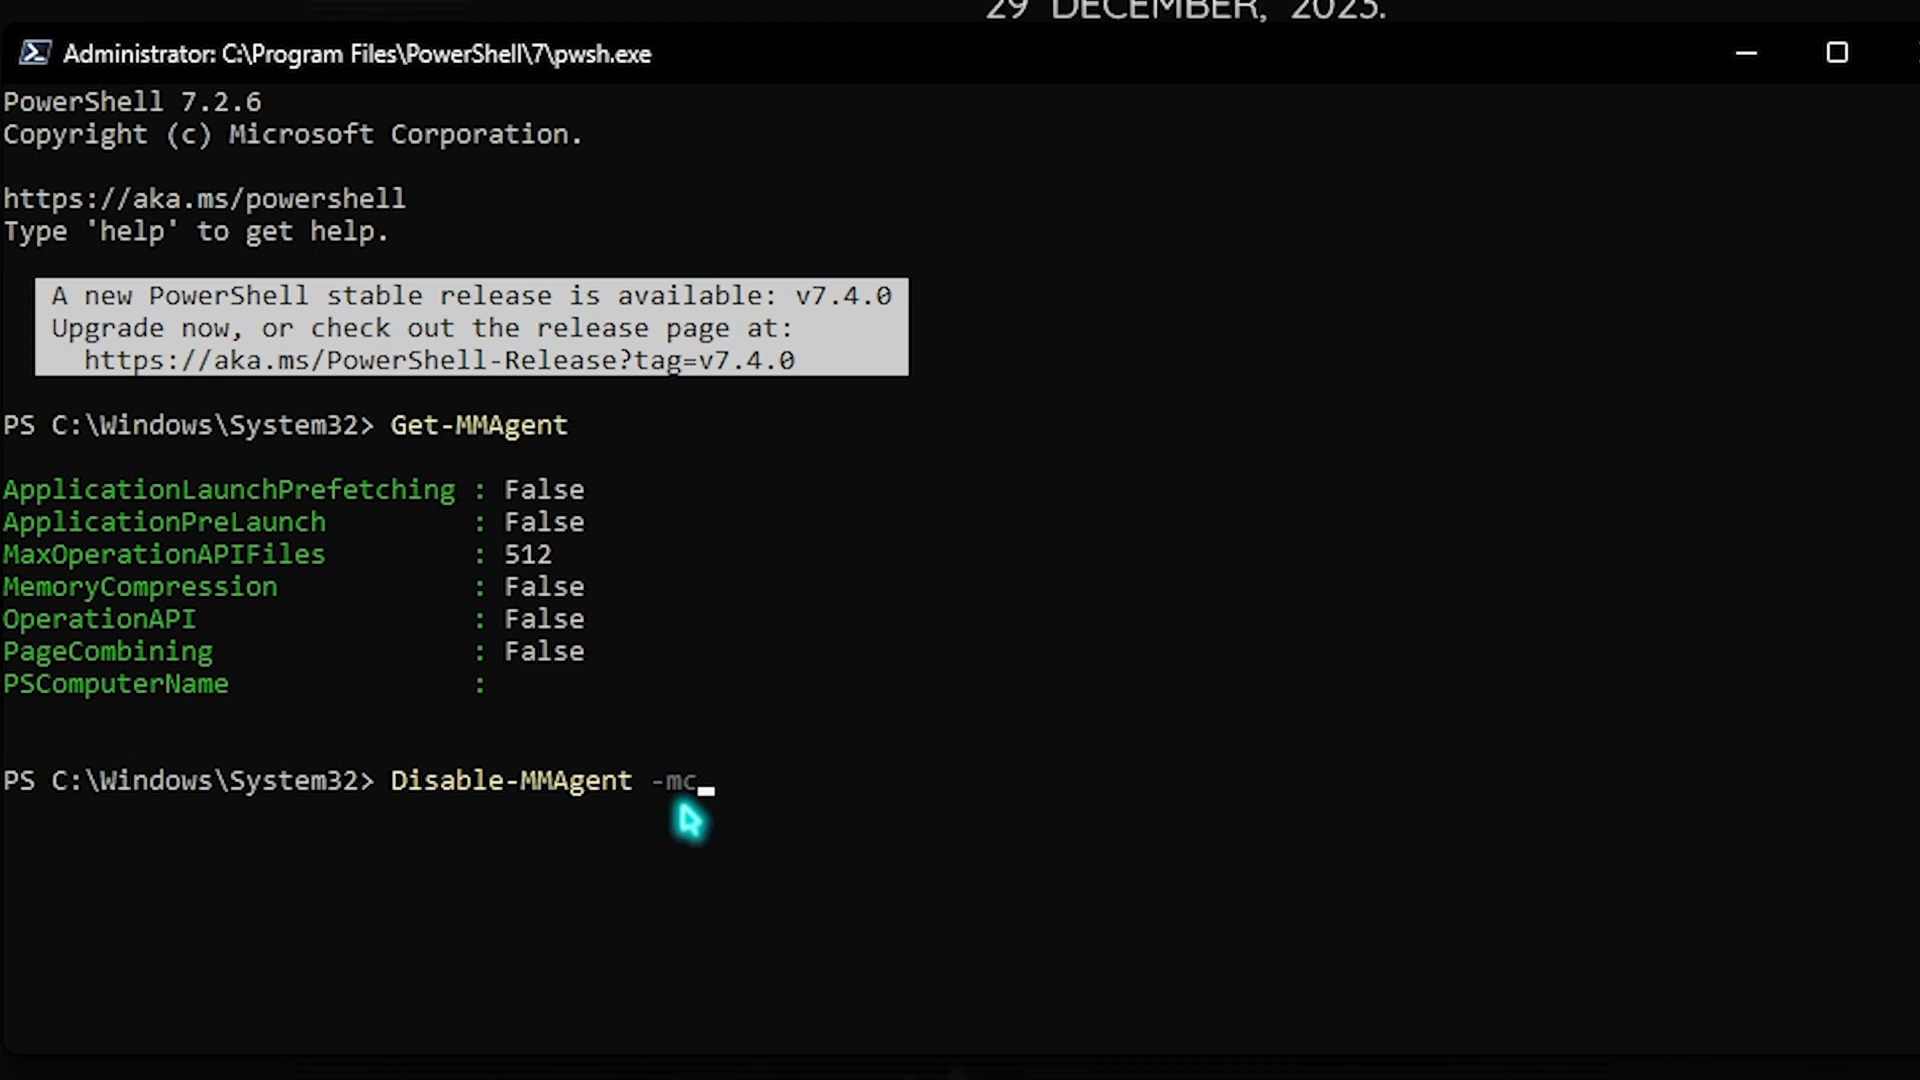 29 DECEMBER, 2023.
Administrator: C:\Program Files\PowerShell\7\pwsh.exe
PowerShell 7.2.6
Copyright (c) Microsoft Corporation.
https://aka.ms/powershell
Type 'help' to get help.
A new PowerShell stable release is available: v7.4.0
Upgrade now, or check out the release page at:
https://aka.ms/PowerShell-Release?tag=v7.4.0
PS C:\Windows\System32> Get-MMAgent
ApplicationLaunchPrefetching : False
ApplicationPreLaunch : False
MaxOperationAPIFiles : 512
MemoryCompression : False
OperationAPI : False
PageCombining : False
PSComputerName :
PS C:\Windows\System32> Disable-MMAgent -mc